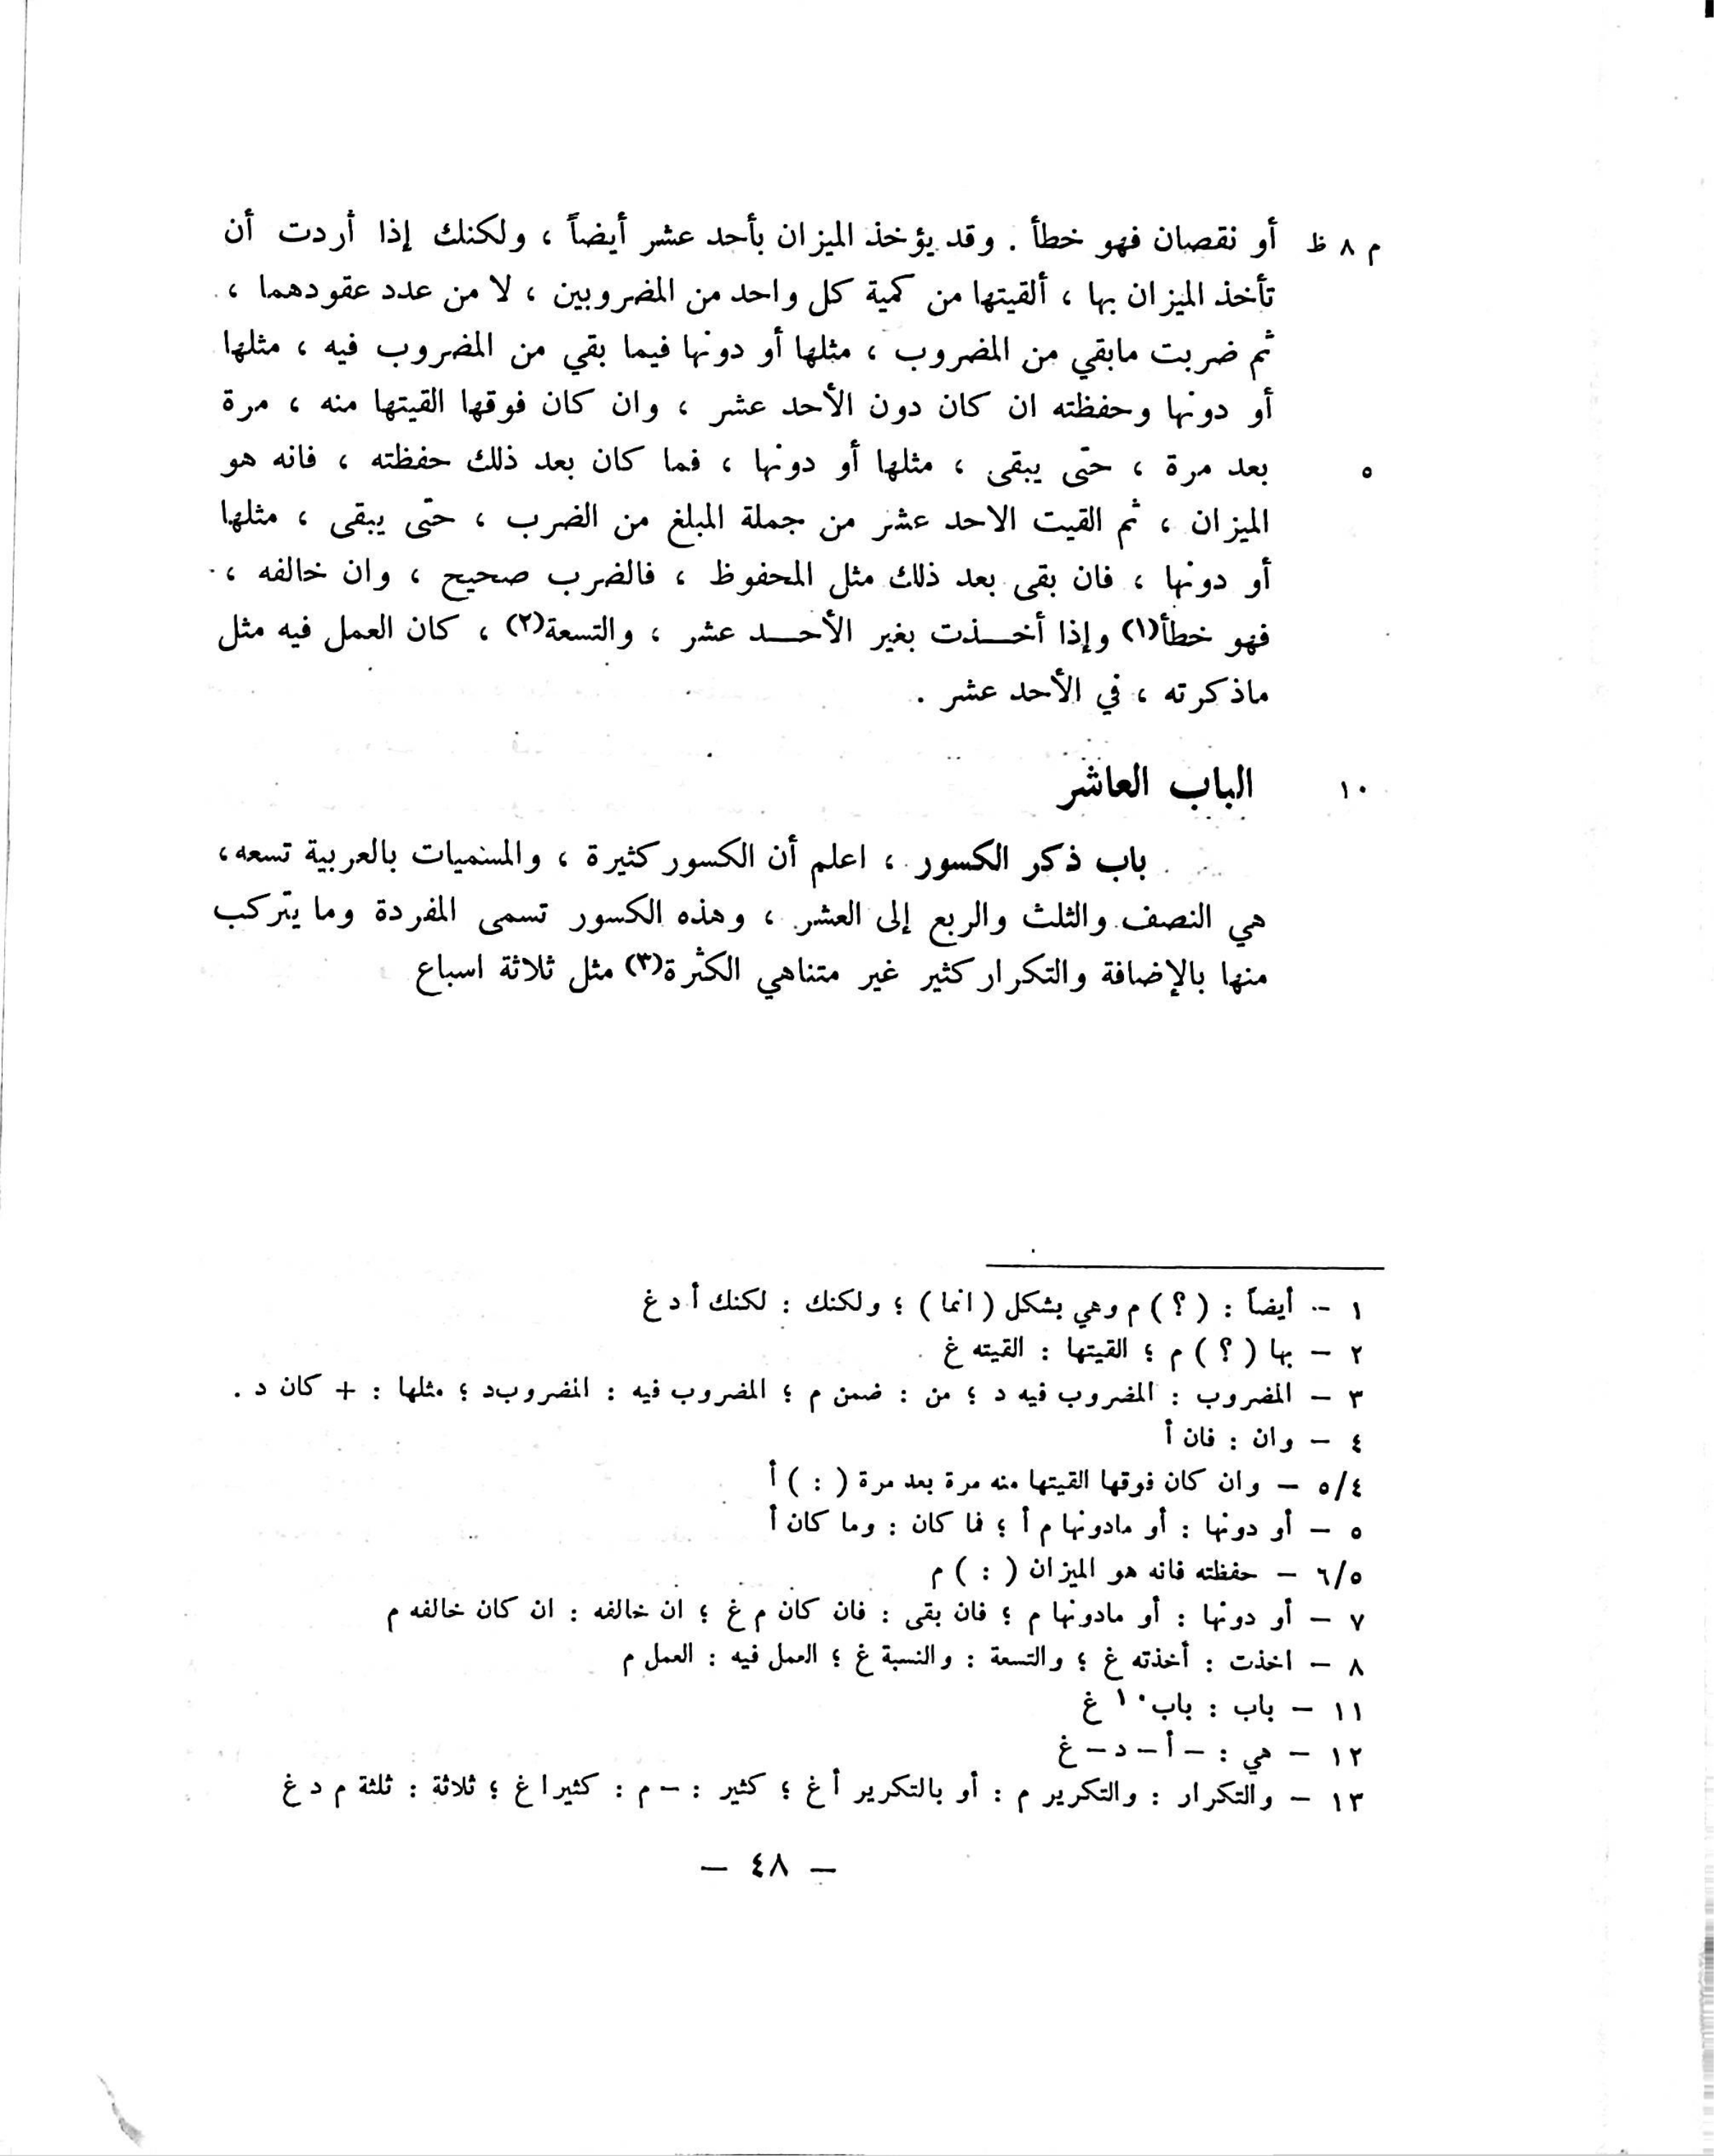 م ٨ ظ أو نقصان فهو خطأ . وقد يؤخذ الميزان بأحد عشر أيضاً ، ولكنك إذا أردت أن
تأخذ الميزان بها ، ألقيتها من كمية كل واحد من المضروبين ، لا من عدد عقودهما ،
ثم ضربت مابقي من المضروب ، مثلها أو دونها فيما بقي من المضروب فيه ، مثلها
أو دونها وحفظته ان كان دون الأحد عشر ، وان كان فوقها القيتها منه ، مرة
٥ بعد مرة ، حتى يبقى ، مثلها أو دونها ، فما كان بعد ذلك حفظته ، فانه هو
الميزان ، ثم القيت الاحد عشر من جملة المبلغ من الضرب ، حتى يبقى ، مثلها
أو دونها ، فان بقى بعد ذلك مثل المحفوظ ، فالضرب صحيح ، وان خالفه ،
فهو خطأ(١) وإذا أخـــذت بغير الأحـــد عشر ، والتسعة(٢) ، كان العمل فيه مثل
ماذكرته ، في الأحد عشر .
١٠ الباب العاشر
باب ذكر الكسور ، اعلم أن الكسور كثيرة ، والمسميات بالعربية تسعه ،
هي النصف والثلث والربع إلى العشر ، وهذه الكسور تسمى المفردة وما يتركب
منها بالإضافة والتكرار كثير غير متناهي الكثرة(٣) مثل ثلاثة اسباع
١ – أيضاً : ( ؟ ) م وهي بشكل ( انما ) ؛ ولكنك : لكنك أ د غ
٢ – بها ( ؟ ) م ؛ القيتها : القيته غ
٣ – المضروب : المضروب فيه د ؛ من : ضمن م ؛ المضروب فيه : المضروب د ؛ مثلها : + كان د .
٤ – وان : فان أ
٥/٤ – وان كان فوقها القيتها منه مرة بعد مرة ( : ) أ
٥ – أو دونها : أو مادونها م أ ؛ فما كان : وما كان أ
٦/٥ – حفظته فانه هو الميزان ( : ) م
٧ – أو دونها : أو مادونها م ؛ فان بقى : فان كان م غ ؛ ان خالفه : ان كان خالفه م
٨ – اخذت : أخذته غ ؛ والتسعة : والنسبة غ ؛ العمل فيه : العمل م
١١ – باب : باب ١٠ غ
١٢ – هي : – أ – د – غ
١٣ – والتكرار : والتكرير م : أو بالتكرير أ غ ؛ كثير : – م : كثيرا غ ؛ ثلاثة : ثلثة م د غ
– ٤٨ –